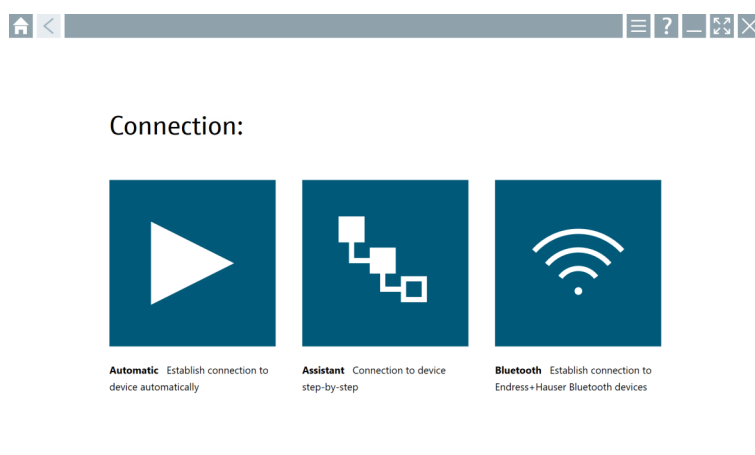 ?
Connection:
Automatic Establish connection to
device automatically
Assistant Connection to device
step-by-step
Bluetooth Establish connection to
Endress+Hauser Bluetooth devices